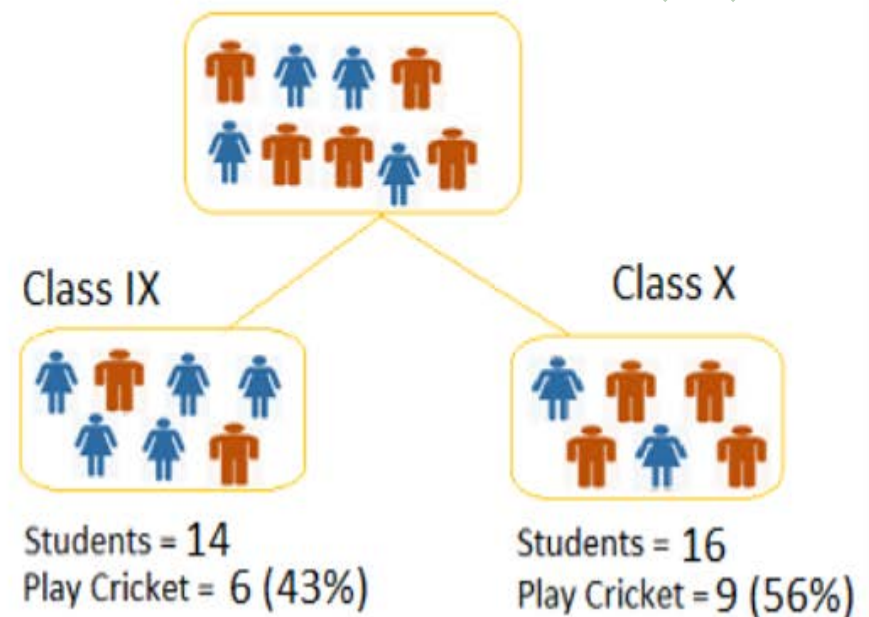 Class IX
Class X
Students = 14
Play Cricket = 6 (43%)
Students = 16
Play Cricket = 9 (56%)